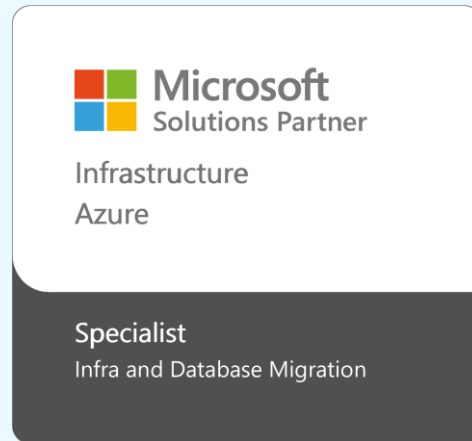 Microsoft
Solutions Partner
Infrastructure
Azure
Specialist
Infra and Database Migration